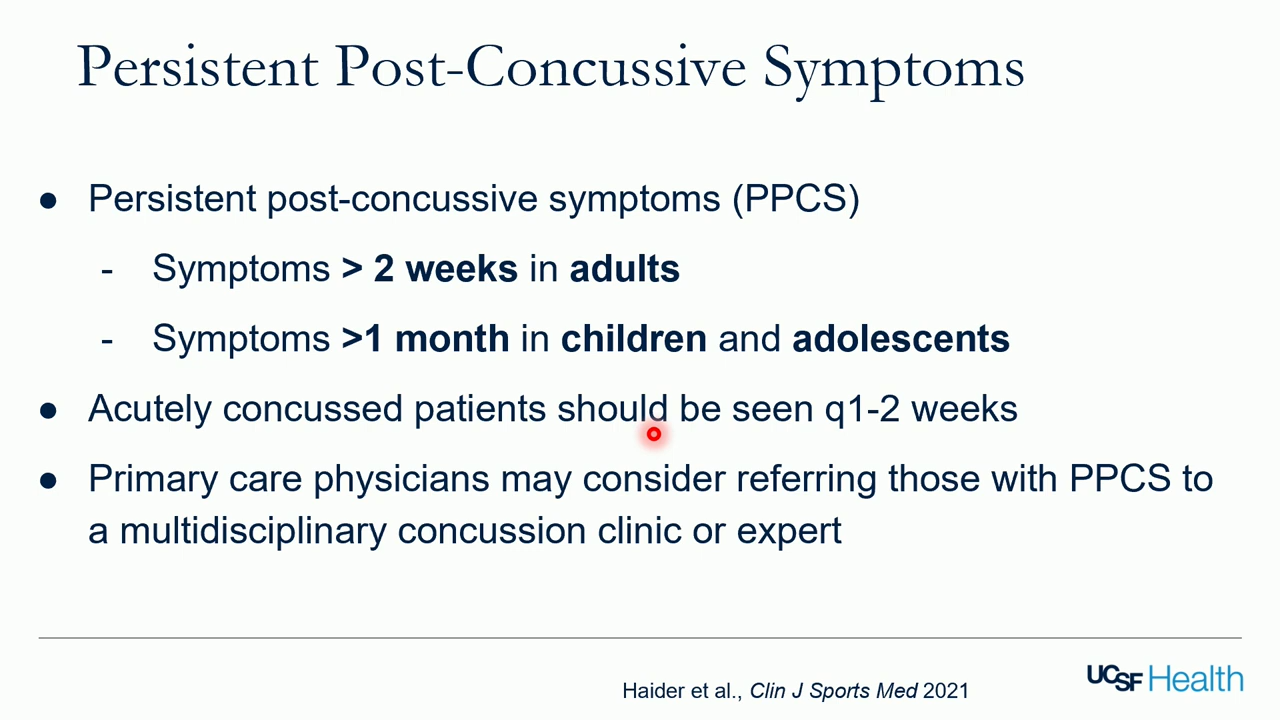 Persistent Post-Concussive Symptoms
● Persistent post-concussive symptoms (PPCS)
- Symptoms > 2 weeks in adults
- Symptoms >1 month in children and adolescents
● Acutely concussed patients should be seen q1-2 weeks
● Primary care physicians may consider referring those with PPCS to
a multidisciplinary concussion clinic or expert
Haider et al., Clin J Sports Med 2021
UCSF Health